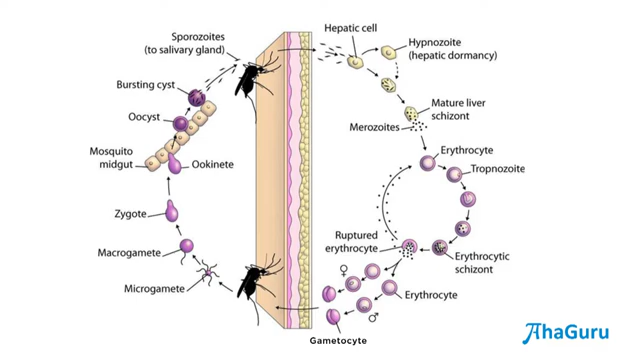 Sporozoites
(to salivary gland)
Bursting cyst
Oocyst
Mosquito
midgut
Ookinete
Zygote
Macrogamete
Microgamete
Hepatic cell
Hypnozoite
(hepatic dormancy)
Mature liver
schizont
Merozoites
Erythrocyte
Tropnozoite
Ruptured
erythrocyte
Erythrocytic
schizont
♀
Erythrocyte
♂
Gametocyte
AhaGuru